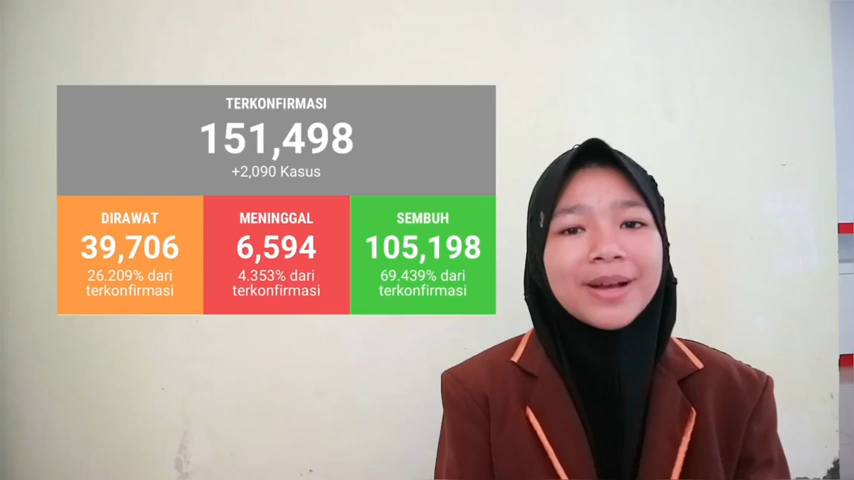 TERKONFIRMASI
151,498
+2,090 Kasus
DIRAWAT
39,706
26.209% dari
terkonfirmasi
MENINGGAL
6,594
4.353% dari
terkonfirmasi
SEMBUH
105,198
69.439% dari
terkonfirmasi